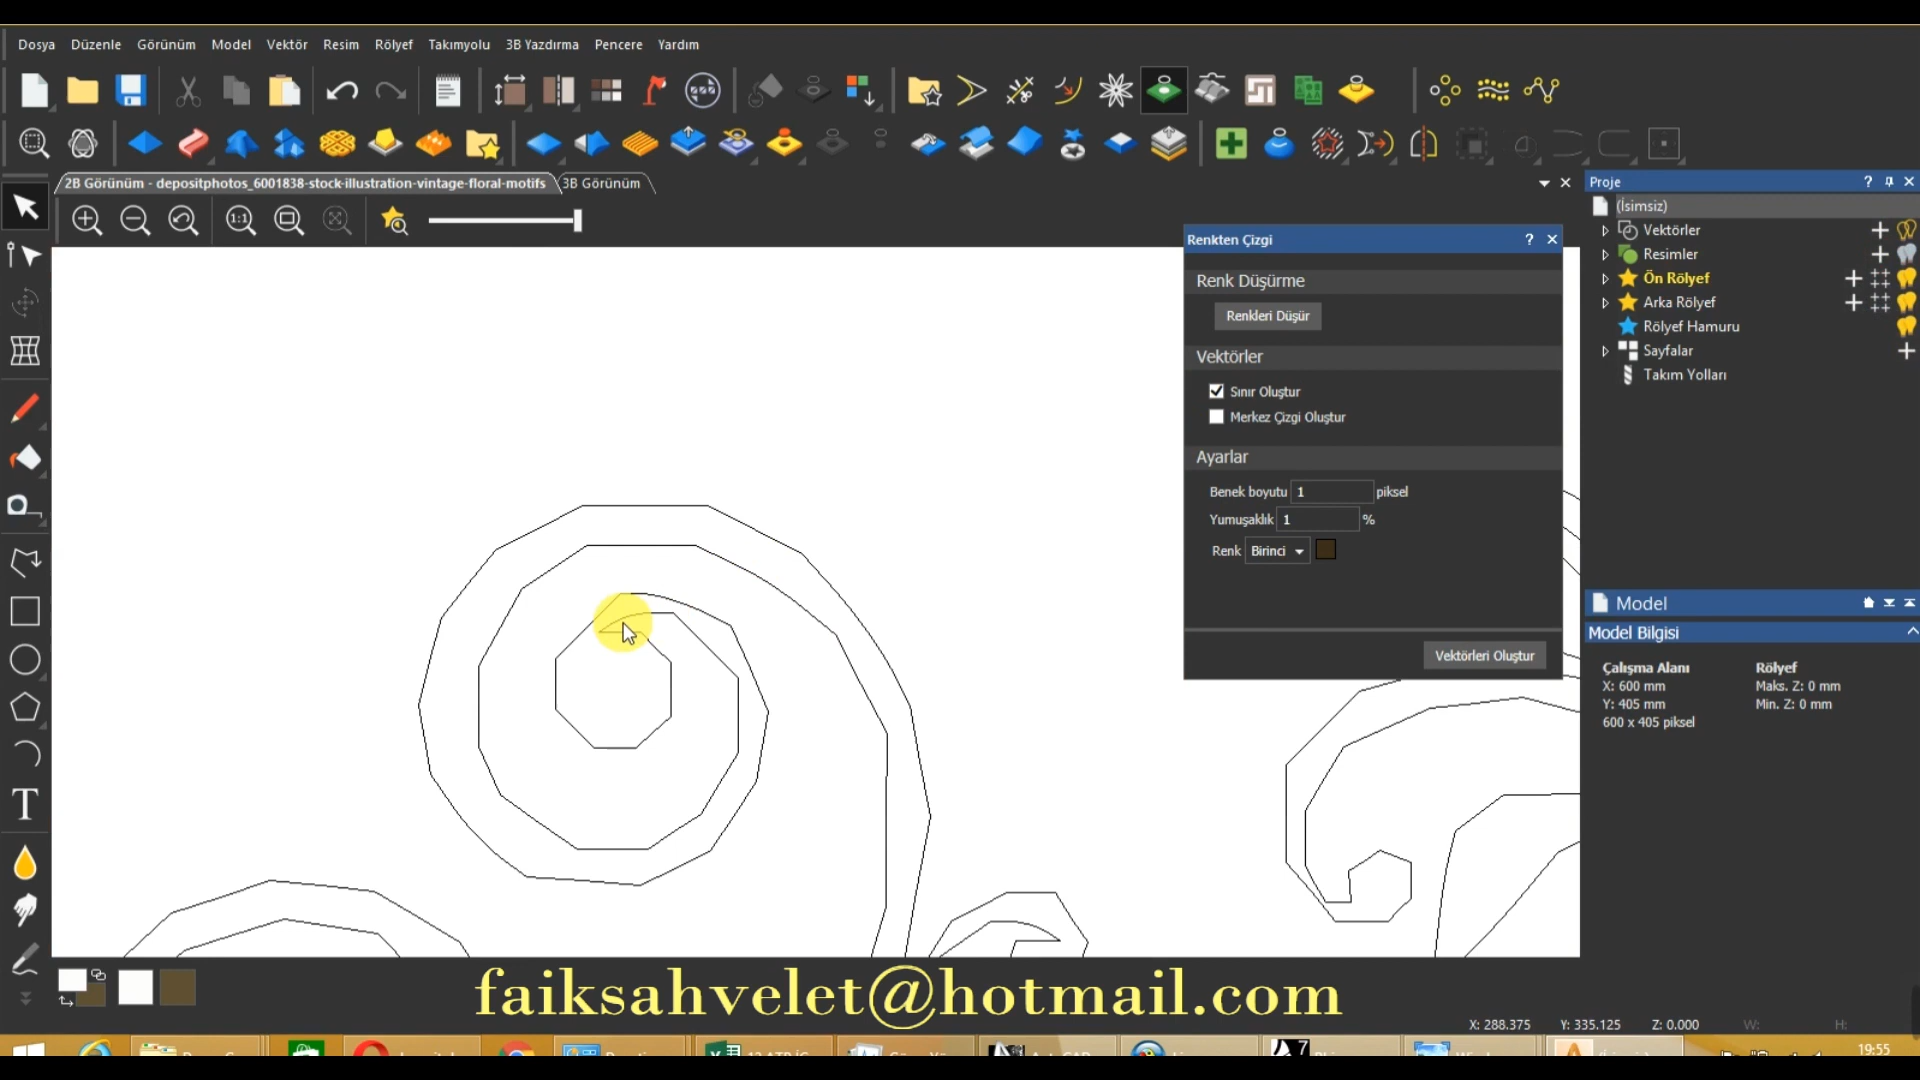 Dosya Düzenle Görünüm Model Vektör Resim Rölyef Takımyolu 3B Yazdırma Pencere Yardım
2B Görünüm - depositphotos_6001838-stock-illustration-vintage-floral-motifs 3B Görünüm
1:1
Renkten Çizgi ? ×
Renk Düşürme
Renkleri Düşür
Vektörler
Sınır Oluştur
Merkez Çizgi Oluştur
Ayarlar
Benek boyutu 1 piksel
Yumuşaklık 1 %
Renk Birinci
Vektörleri Oluştur
Proje
(İsimsiz)
Vektörler
Resimler
Ön Rölyef
Arka Rölyef
Rölyef Hamuru
Sayfalar
Takım Yolları
Model
Model Bilgisi
Çalışma Alanı Rölyef
X: 600 mm Maks. Z: 0 mm
Y: 405 mm Min. Z: 0 mm
600 x 405 piksel
T
faiksahvelet@hotmail.com
X: 288.375 Y: 335.125 Z: 0.000 W: H:
19:55